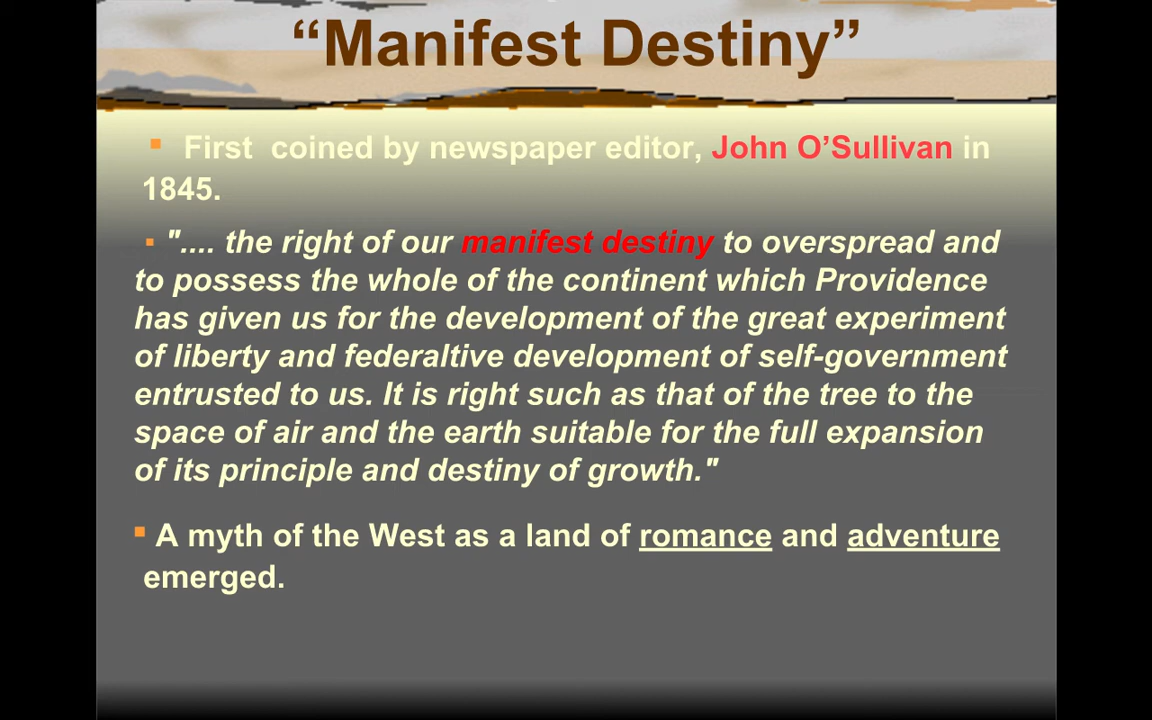 “Manifest Destiny”
▪ First coined by newspaper editor, John O’Sullivan in
1845.
▪ ".... the right of our manifest destiny to overspread and
to possess the whole of the continent which Providence
has given us for the development of the great experiment
of liberty and federaltive development of self-government
entrusted to us. It is right such as that of the tree to the
space of air and the earth suitable for the full expansion
of its principle and destiny of growth."
▪ A myth of the West as a land of romance and adventure
emerged.